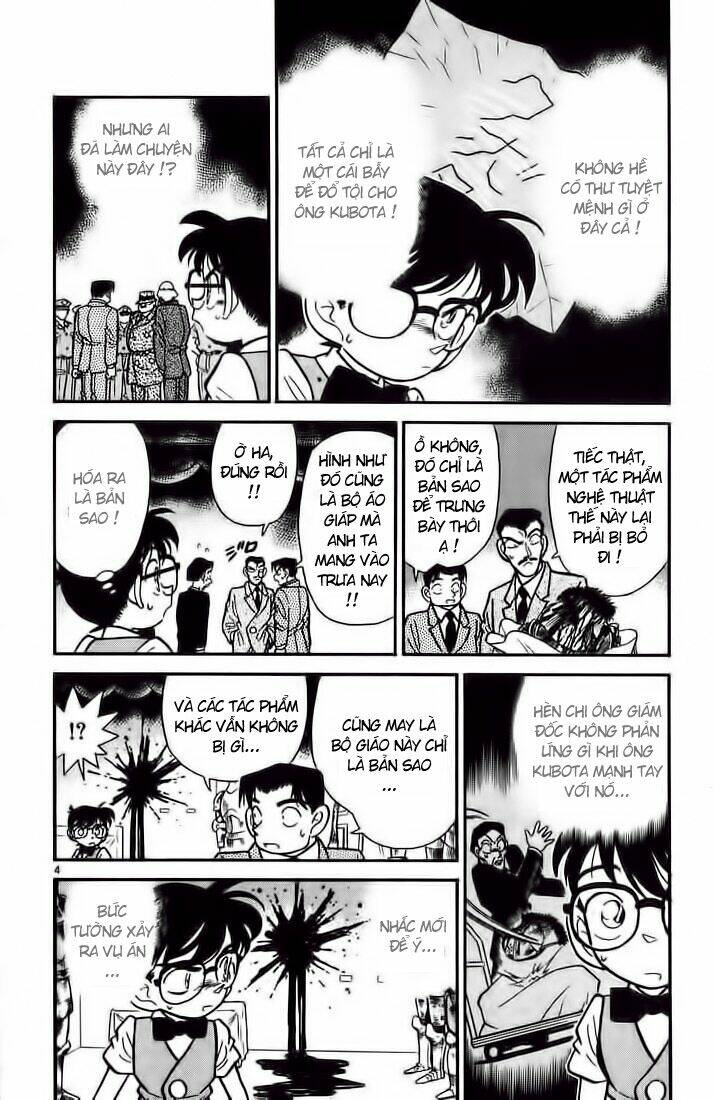 KHÔNG HỀ
CÓ THƯ TUYỆT
MỆNH GÌ Ở
ĐÂY CẢ !
TẤT CẢ CHỈ LÀ
MỘT CÁI BẪY
ĐỂ ĐỔ TỘI CHO
ÔNG KUBOTA !
NHƯNG AI
ĐÃ LÀM CHUYỆN
NÀY ĐÂY !?
TIẾC THẬT,
MỘT TÁC PHẨM
NGHỆ THUẬT
THẾ NÀY LẠI
PHẢI BỊ BỎ
ĐI !
Ồ KHÔNG,
ĐÓ CHỈ LÀ
BẢN SAO
ĐỂ TRƯNG
BÀY THÔI
Ạ !
HÌNH NHƯ
ĐÓ CŨNG
LÀ BỘ ÁO
GIÁP MÀ
ANH TA
MANG VÀO
TRƯA NAY
!!
Ờ HA,
ĐÚNG RỒI
!!
HÓA RA
LÀ BẢN
SAO !
HÈN CHI ÔNG GIÁM
ĐỐC KHÔNG PHẢN
ỨNG GÌ KHI ÔNG
KUBOTA MẠNH TAY
VỚI NÓ...
CŨNG MAY LÀ
BỘ GIÁO NÀY CHỈ
LÀ BẢN SAO
...
VÀ CÁC TÁC PHẨM
KHÁC VẪN KHÔNG
BỊ GÌ...
!?
4
NHẮC MỚI
ĐỂ Ý...
BỨC
TƯỜNG XẢY
RA VỤ ÁN
...